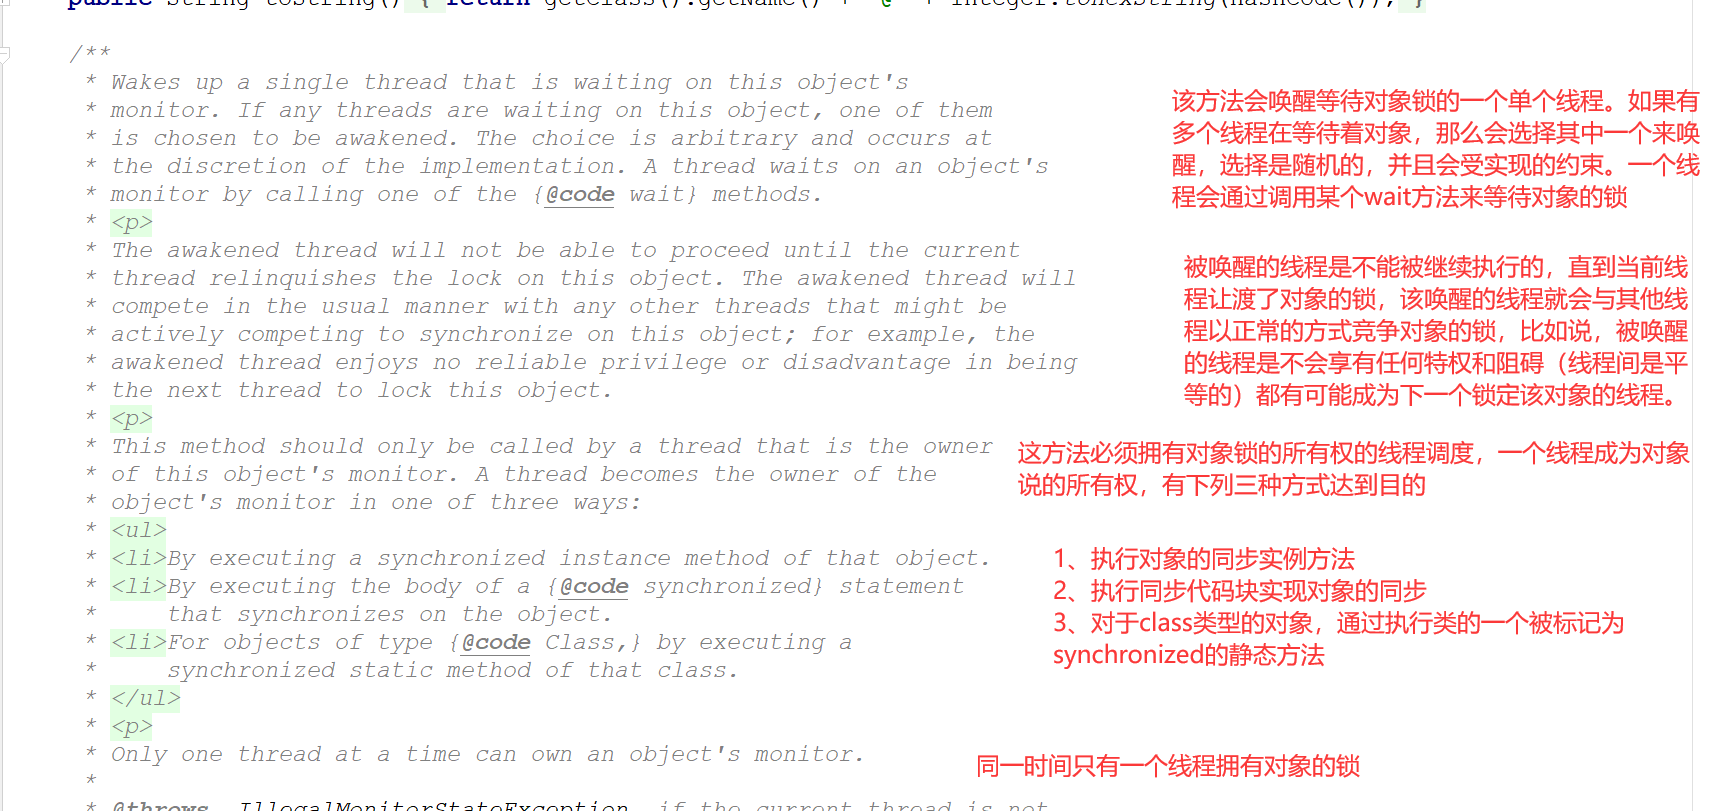 public String toString() { return getClass().getName() + "@" + Integer.toHexString(hashCode()); }
/**
* Wakes up a single thread that is waiting on this object's
* monitor. If any threads are waiting on this object, one of them
* is chosen to be awakened. The choice is arbitrary and occurs at
* the discretion of the implementation. A thread waits on an object's
* monitor by calling one of the {@code wait} methods.
* <p>
* The awakened thread will not be able to proceed until the current
* thread relinquishes the lock on this object. The awakened thread will
* compete in the usual manner with any other threads that might be
* actively competing to synchronize on this object; for example, the
* awakened thread enjoys no reliable privilege or disadvantage in being
* the next thread to lock this object.
* <p>
* This method should only be called by a thread that is the owner
* of this object's monitor. A thread becomes the owner of the
* object's monitor in one of three ways:
* <ul>
* <li>By executing a synchronized instance method of that object.
* <li>By executing the body of a {@code synchronized} statement
*     that synchronizes on the object.
* <li>For objects of type {@code Class,} by executing a
*     synchronized static method of that class.
* </ul>
* <p>
* Only one thread at a time can own an object's monitor.
*
* @throws  IllegalMonitorStateException  if the current thread is not
该方法会唤醒等待对象锁的一个单个线程。如果有
多个线程在等待着对象，那么会选择其中一个来唤
醒，选择是随机的，并且会受实现的约束。一个线
程会通过调用某个wait方法来等待对象的锁
被唤醒的线程是不能被继续执行的，直到当前线
程让渡了对象的锁，该唤醒的线程就会与其他线
程以正常的方式竞争对象的锁，比如说，被唤醒
的线程是不会享有任何特权和阻碍（线程间是平
等的）都有可能成为下一个锁定该对象的线程。
这方法必须拥有对象锁的所有权的线程调度，一个线程成为对象
说的所有权，有下列三种方式达到目的
1、执行对象的同步实例方法
2、执行同步代码块实现对象的同步
3、对于class类型的对象，通过执行类的一个被标记为
synchronized的静态方法
同一时间只有一个线程拥有对象的锁